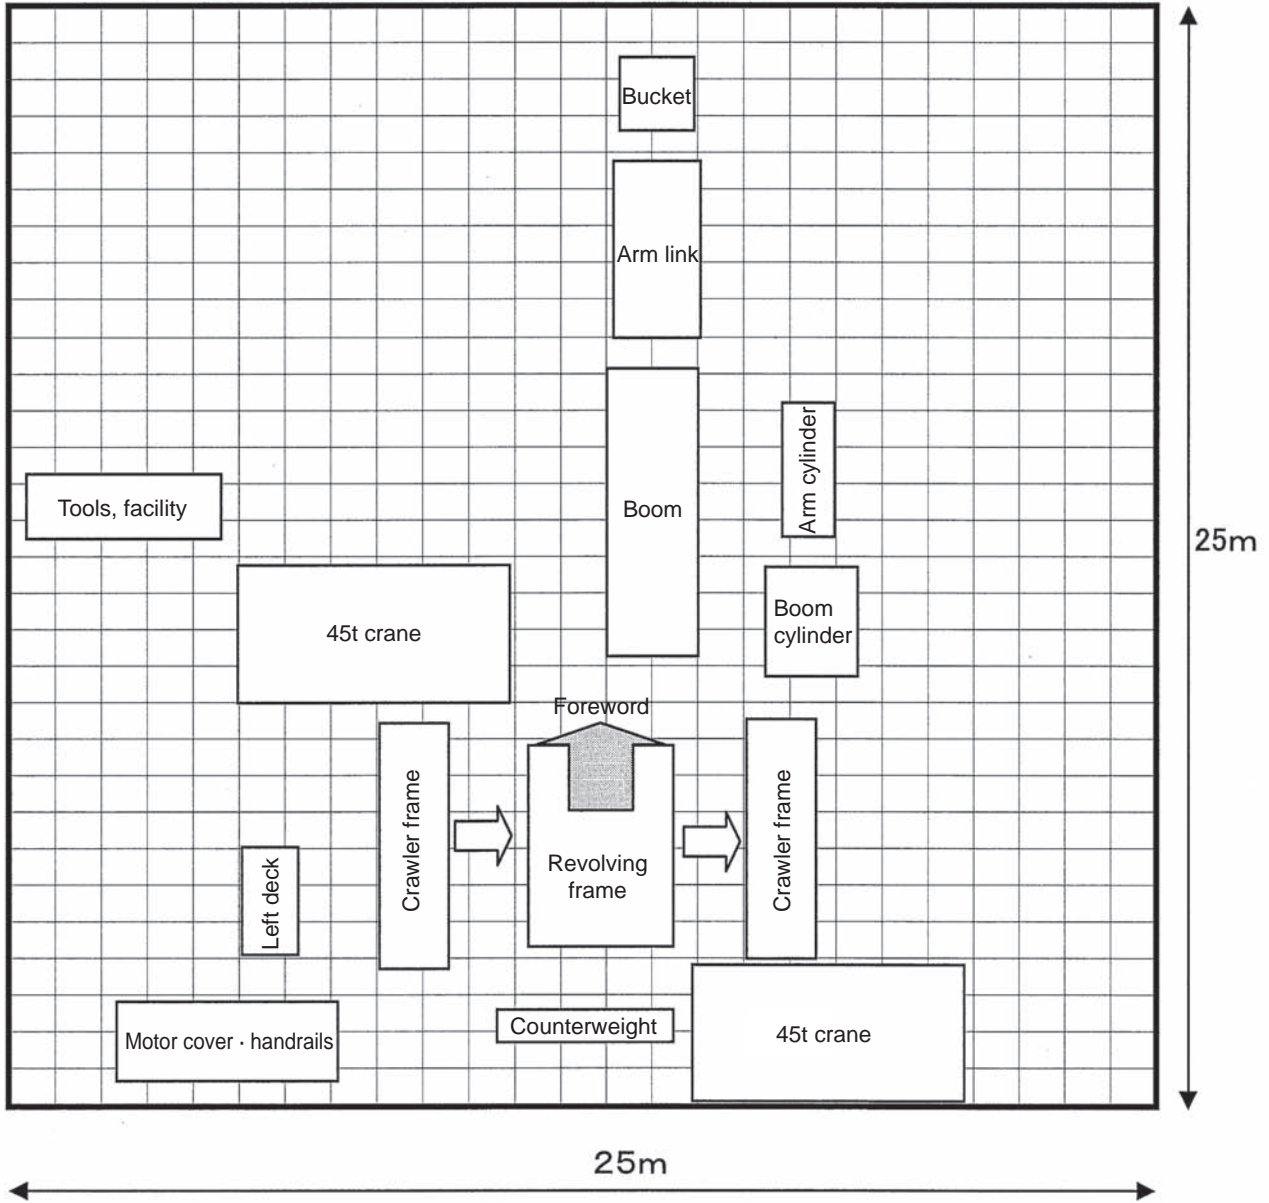 Bucket
Arm link
Arm cylinder
Tools, facility
Boom
25m
Boom
cylinder
45t crane
Foreword
Crawler frame
Revolving
frame
Crawler frame
Left deck
Counterweight
45t crane
Motor cover · handrails
25m